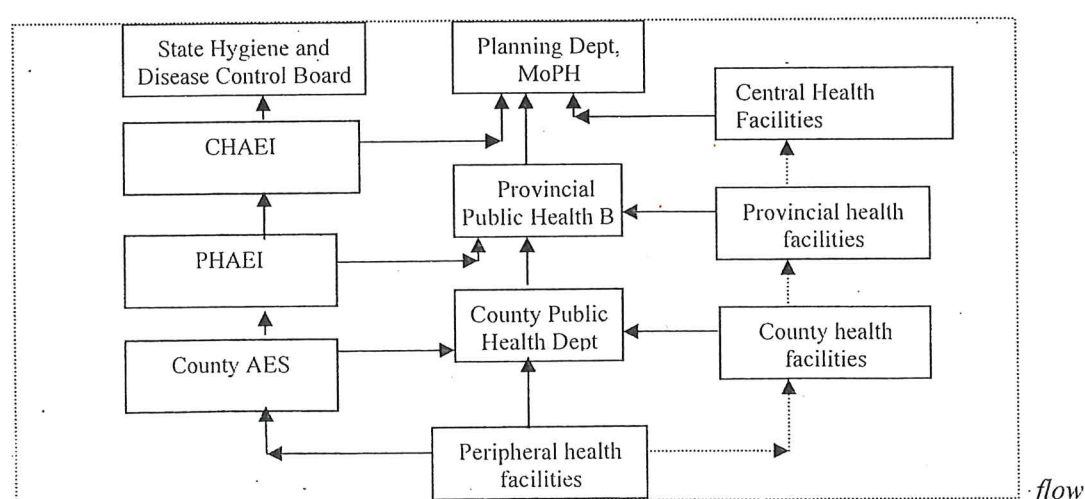 State Hygiene and
Disease Control Board
Planning Dept,
MoPH
Central Health
Facilities
CHAEI
Provincial
Public Health B
Provincial health
facilities
PHAEI
County Public
Health Dept
County health
facilities
County AES
Peripheral health
facilities
flow